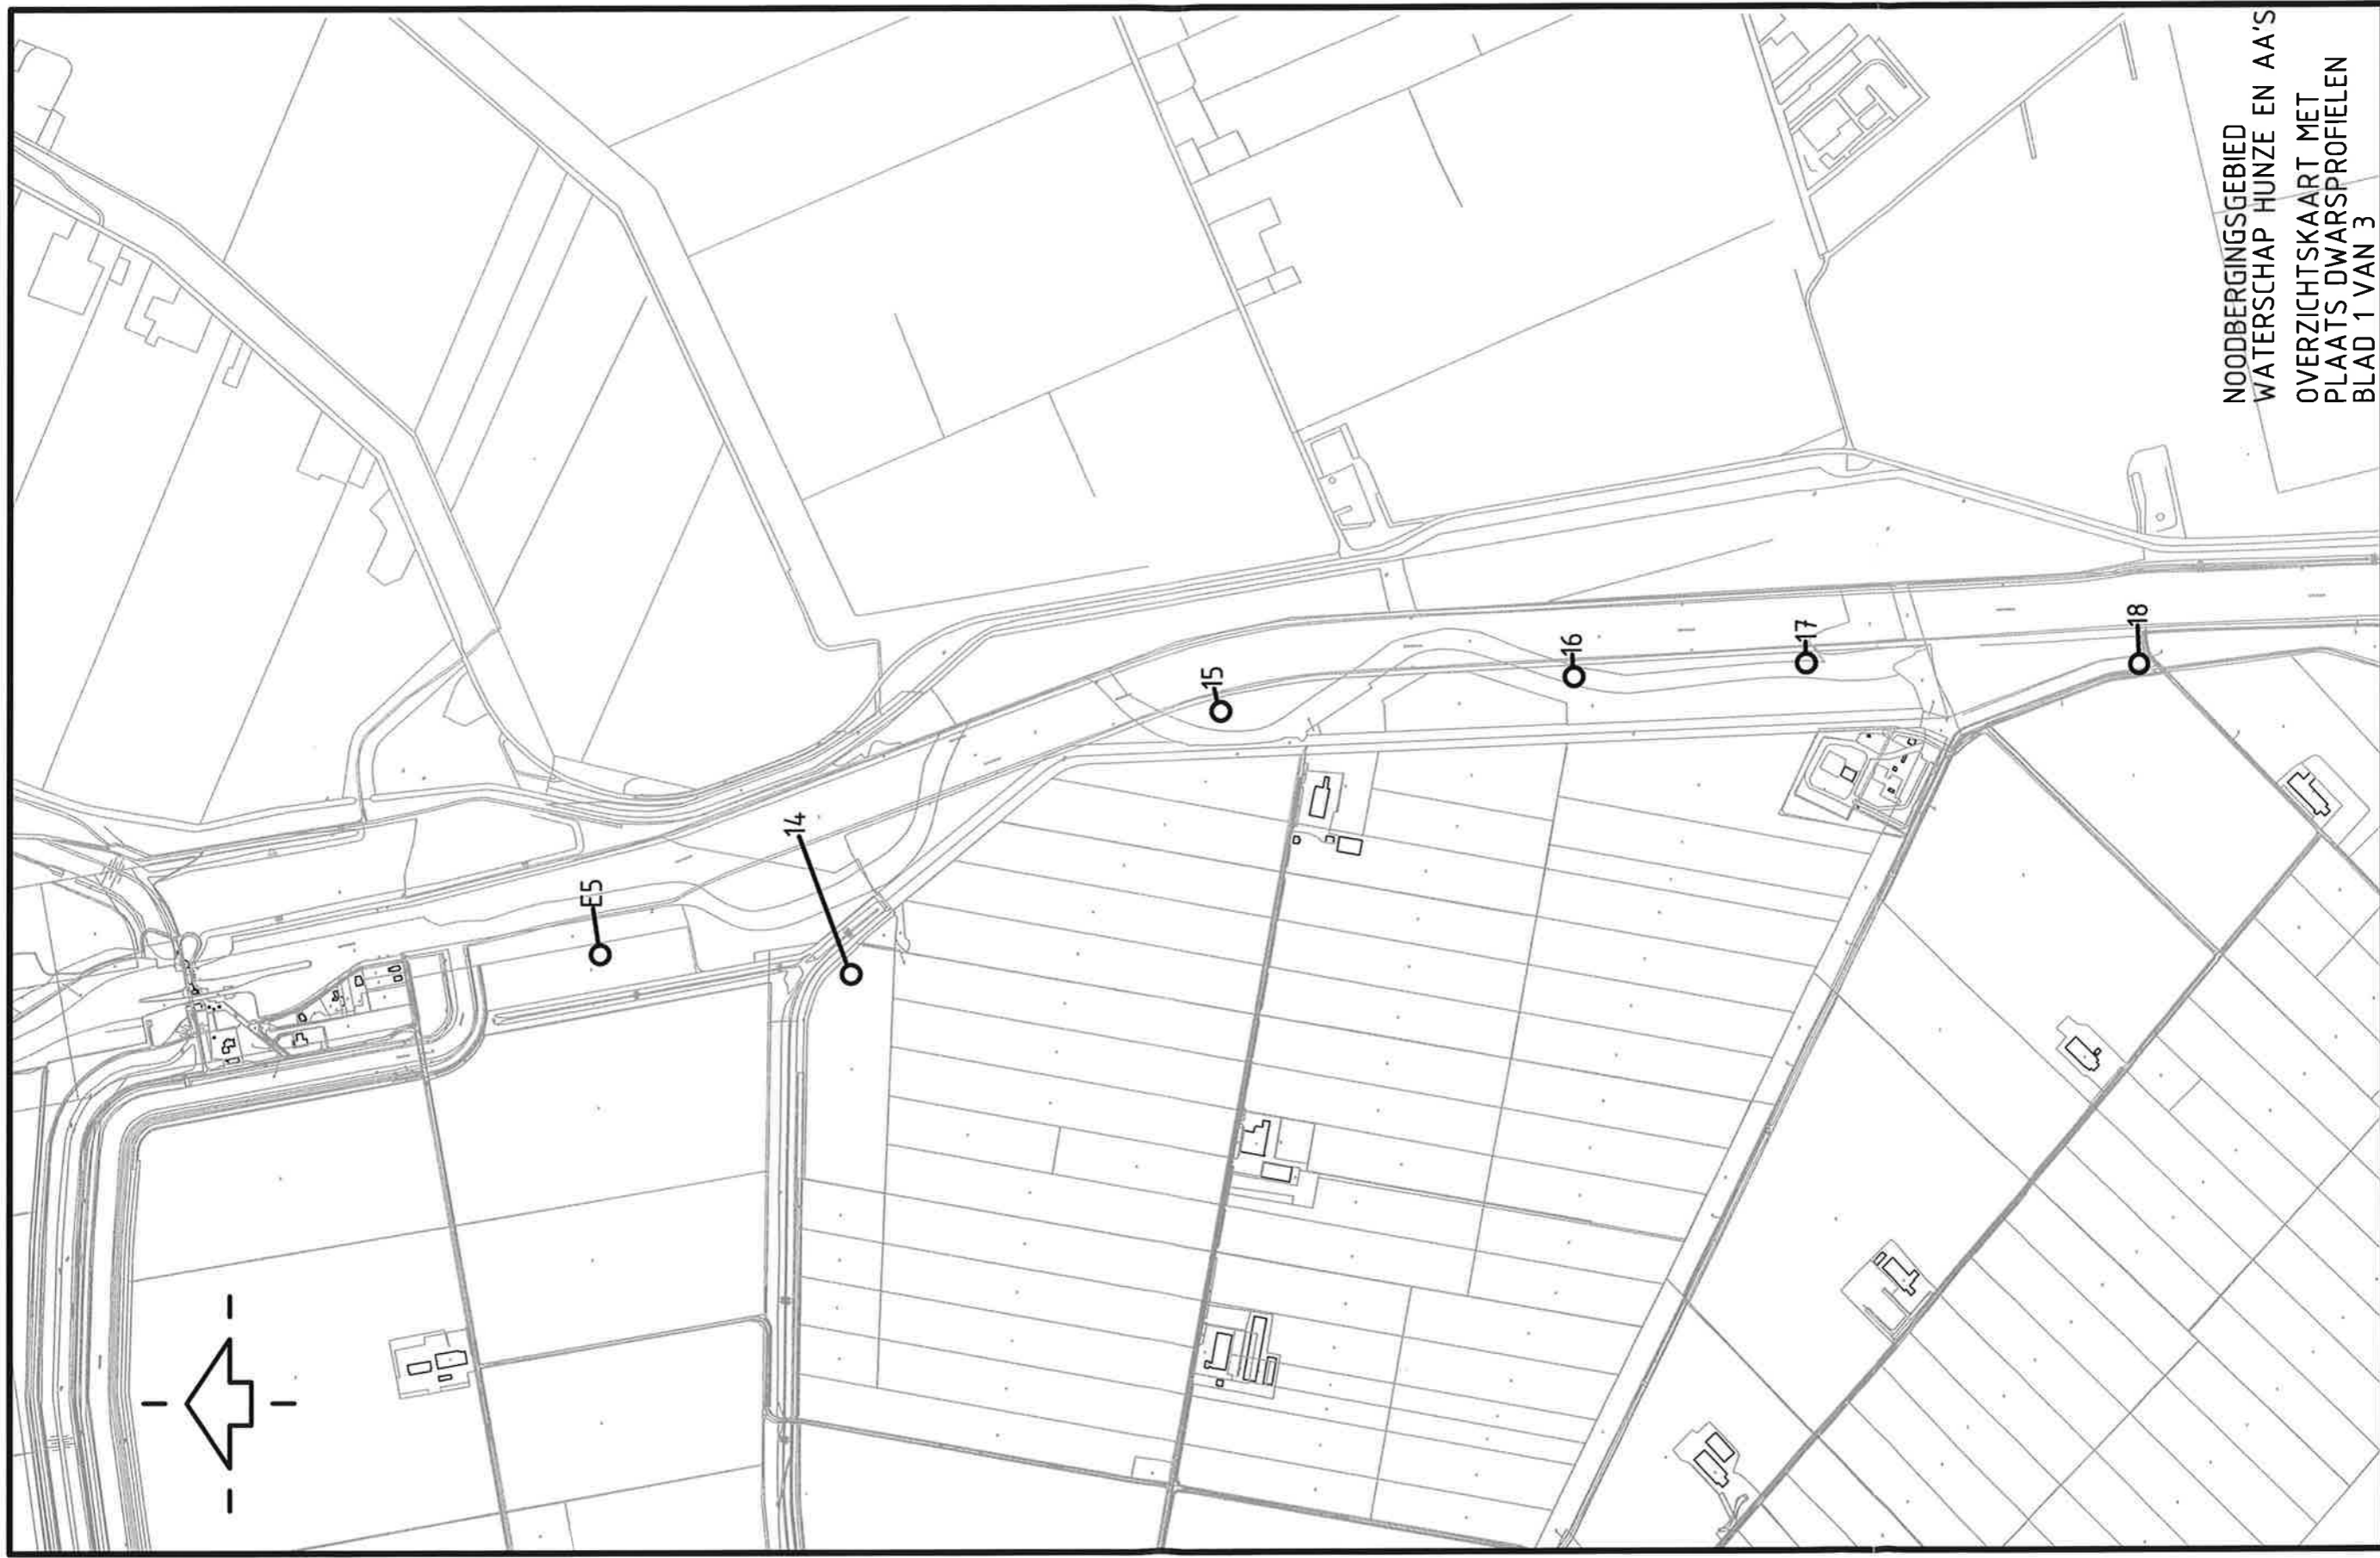 NOODBERGINGSGEBIED
WATERSCHAP HUNZE EN AA'S
OVERZICHTSKAART MET
PLAATS DWARSPROFIELEN
BLAD 1 VAN 3
E5
14
15
16
17
18